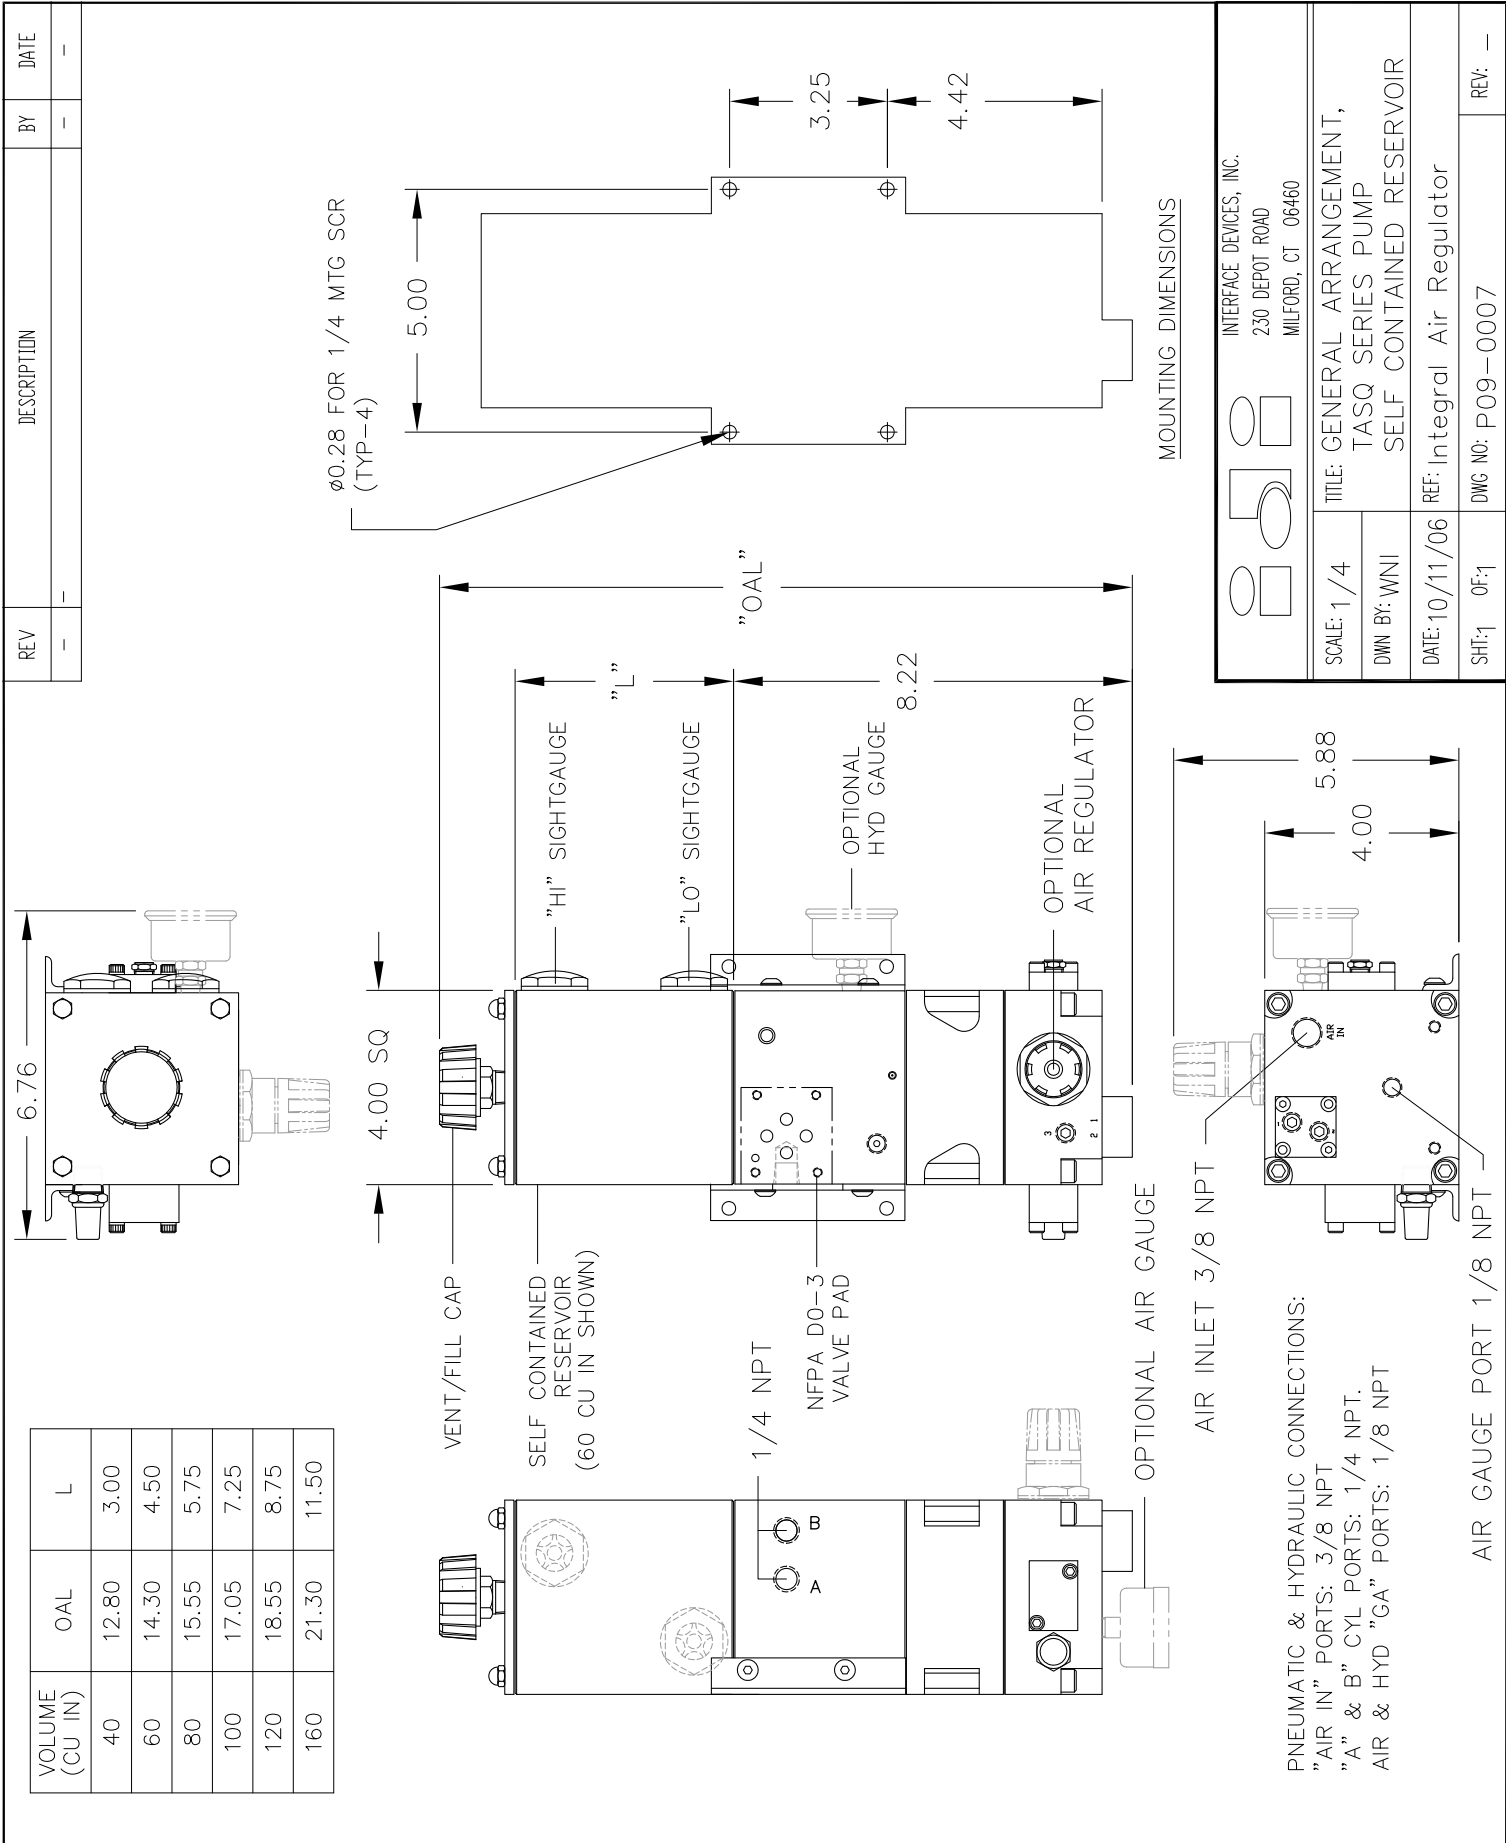 REV DESCRIPTION BY DATE
- - - -
VOLUME
(CU IN) OAL L
40 12.80 3.00
60 14.30 4.50
80 15.55 5.75
100 17.05 7.25
120 18.55 8.75
160 21.30 11.50
6.76
4.00 SQ
VENT/FILL CAP
SELF CONTAINED
RESERVOIR
(60 CU IN SHOWN)
1/4 NPT
NFPA D0-3
VALVE PAD
A B
"HI" SIGHTGAUGE
"LO" SIGHTGAUGE
OPTIONAL
HYD GAUGE
OPTIONAL
AIR REGULATOR
3
2 1
"L"
8.22
"OAL"
Ø0.28 FOR 1/4 MTG SCR
(TYP-4)
5.00
3.25
4.42
MOUNTING DIMENSIONS
OPTIONAL AIR GAUGE
AIR INLET 3/8 NPT
AIR
IN
5.88
4.00
AIR GAUGE PORT 1/8 NPT
PNEUMATIC & HYDRAULIC CONNECTIONS:
"AIR IN" PORTS: 3/8 NPT
"A" & B" CYL PORTS: 1/4 NPT.
AIR & HYD "GA" PORTS: 1/8 NPT
INTERFACE DEVICES, INC.
230 DEPOT ROAD
MILFORD, CT 06460
SCALE: 1/4
DWN BY: WNI
DATE: 10/11/06
SHT: 1 OF: 1
TITLE: GENERAL ARRANGEMENT,
TASQ SERIES PUMP
SELF CONTAINED RESERVOIR
REF: Integral Air Regulator
DWG NO: P09-0007
REV: -